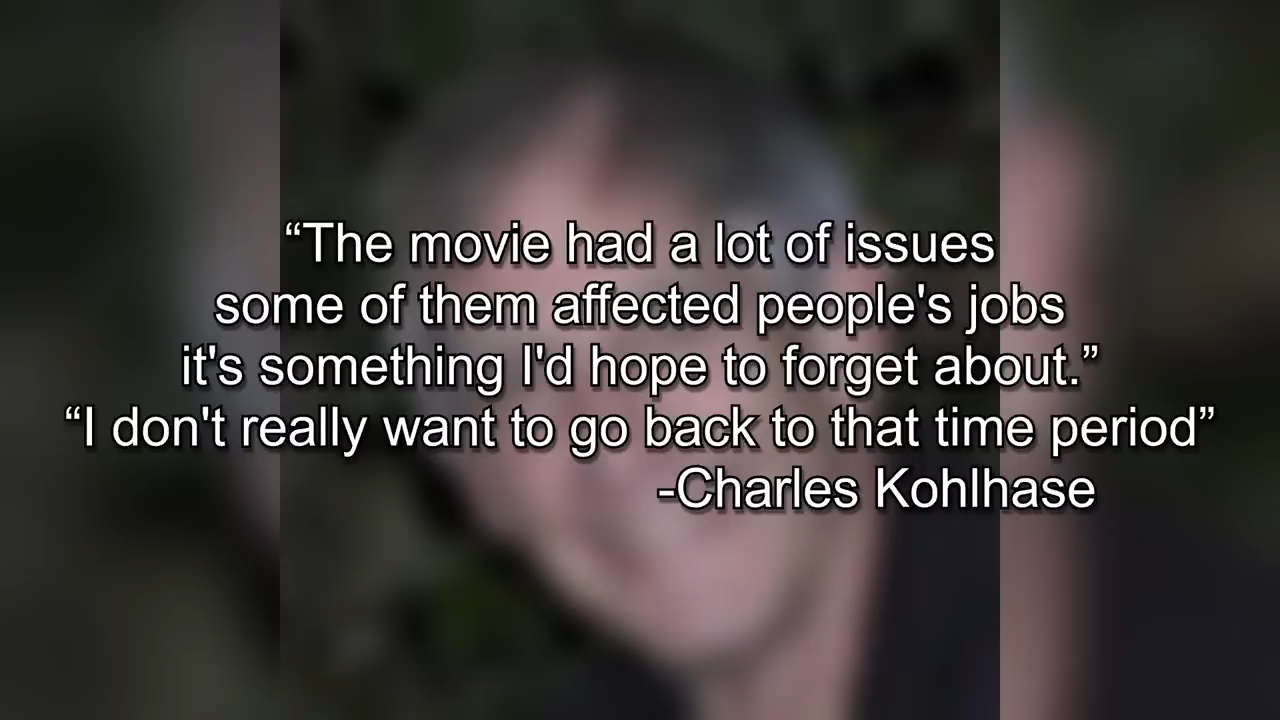 “The movie had a lot of issues
some of them affected people's jobs
it's something I'd hope to forget about.”
“I don't really want to go back to that time period”
-Charles Kohlhase